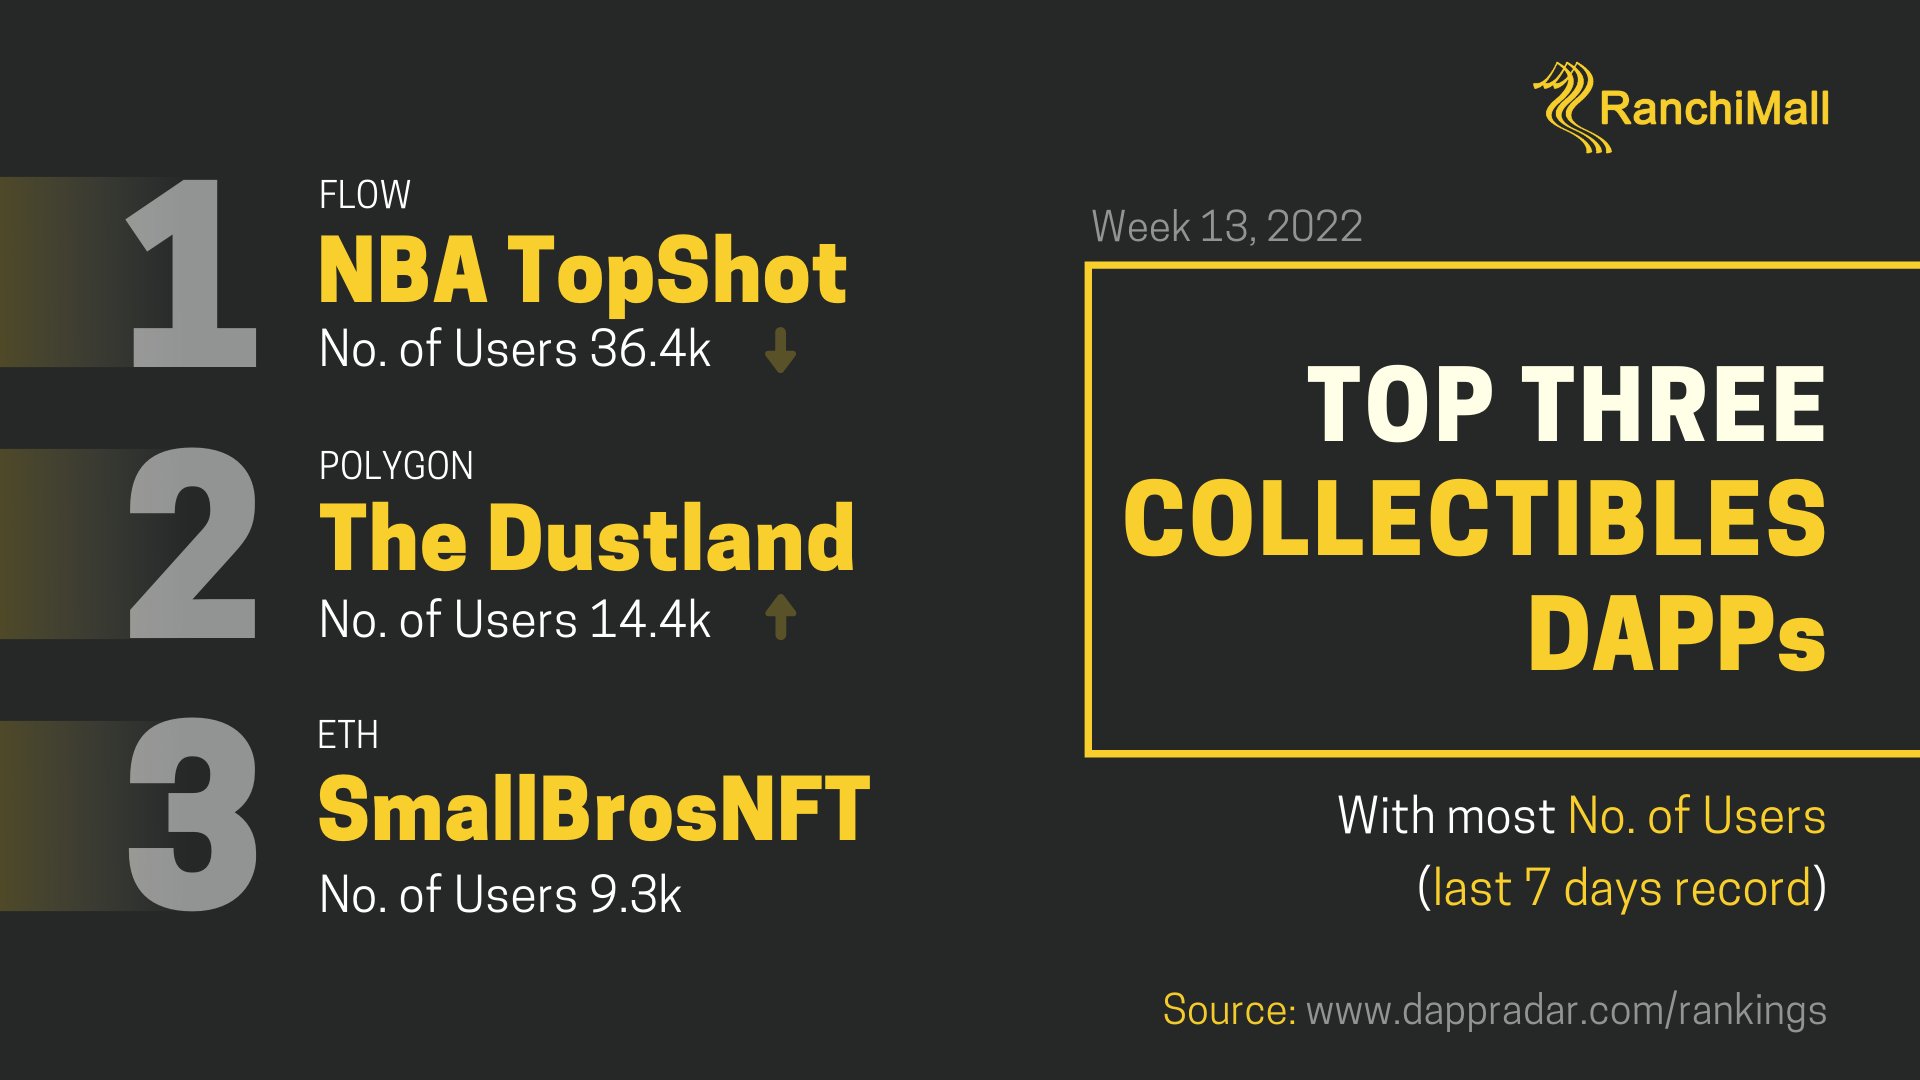 RanchiMall
Week 13, 2022
TOP THREE
COLLECTIBLES
DAPPs
With most No. of Users
(last 7 days record)
Source: www.dappradar.com/rankings
1
FLOW
NBA TopShot
No. of Users 36.4k
2
POLYGON
The Dustland
No. of Users 14.4k
3
ETH
SmallBrosNFT
No. of Users 9.3k